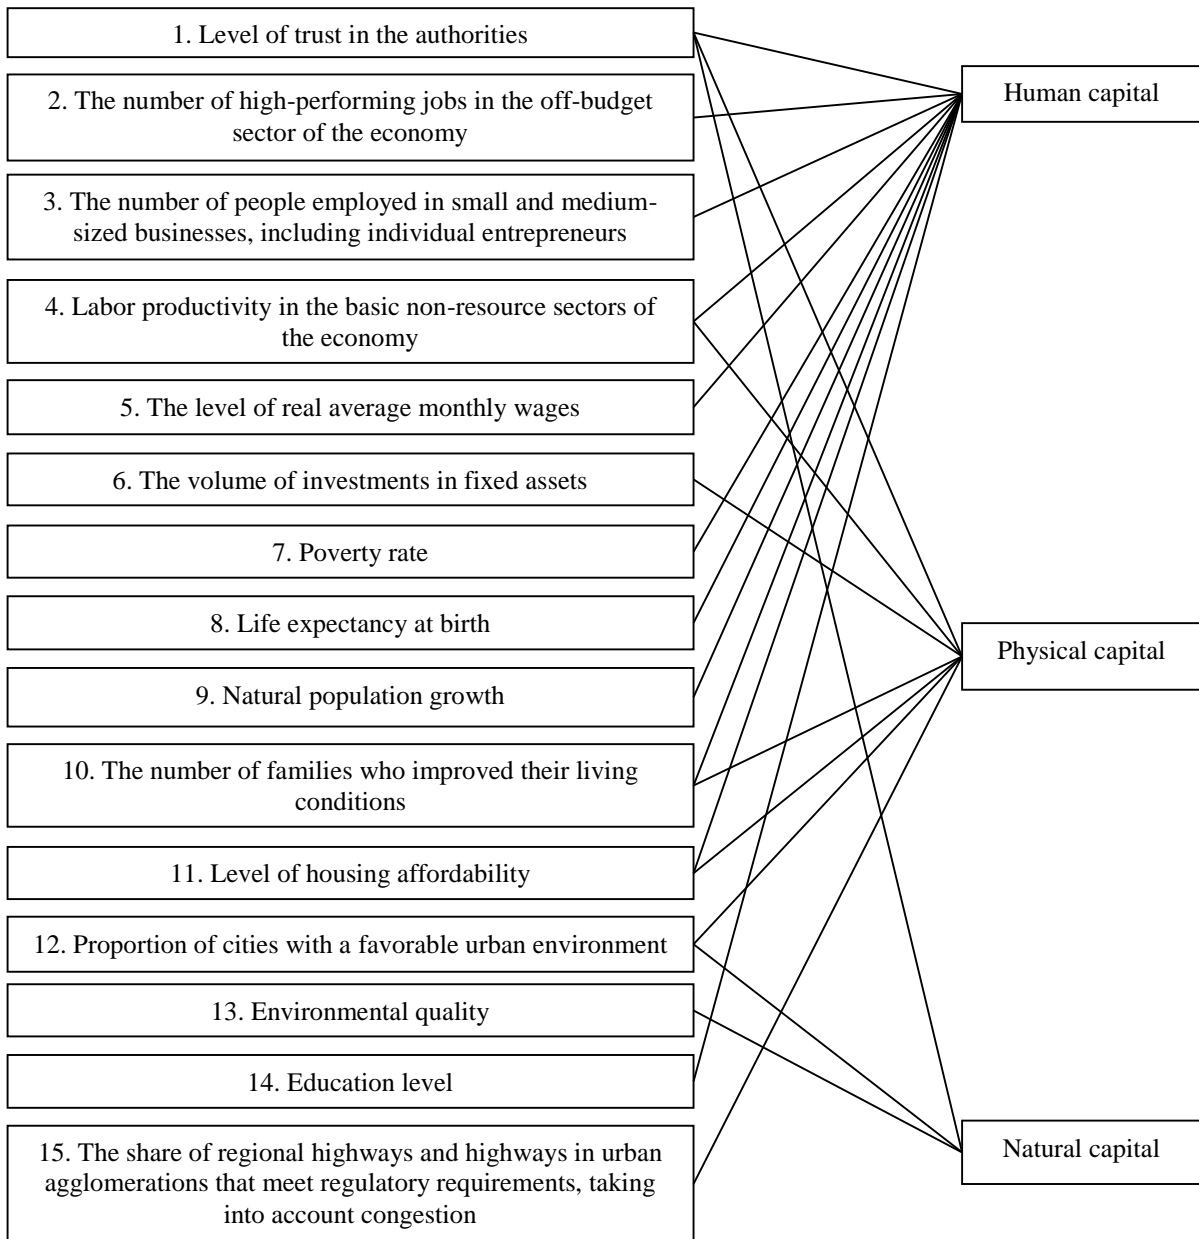 1. Level of trust in the authorities
2. The number of high-performing jobs in the off-budget
sector of the economy
3. The number of people employed in small and medium-
sized businesses, including individual entrepreneurs
4. Labor productivity in the basic non-resource sectors of
the economy
5. The level of real average monthly wages
6. The volume of investments in fixed assets
7. Poverty rate
8. Life expectancy at birth
9. Natural population growth
10. The number of families who improved their living
conditions
11. Level of housing affordability
12. Proportion of cities with a favorable urban environment
13. Environmental quality
14. Education level
15. The share of regional highways and highways in urban
agglomerations that meet regulatory requirements, taking
into account congestion
Human capital
Physical capital
Natural capital